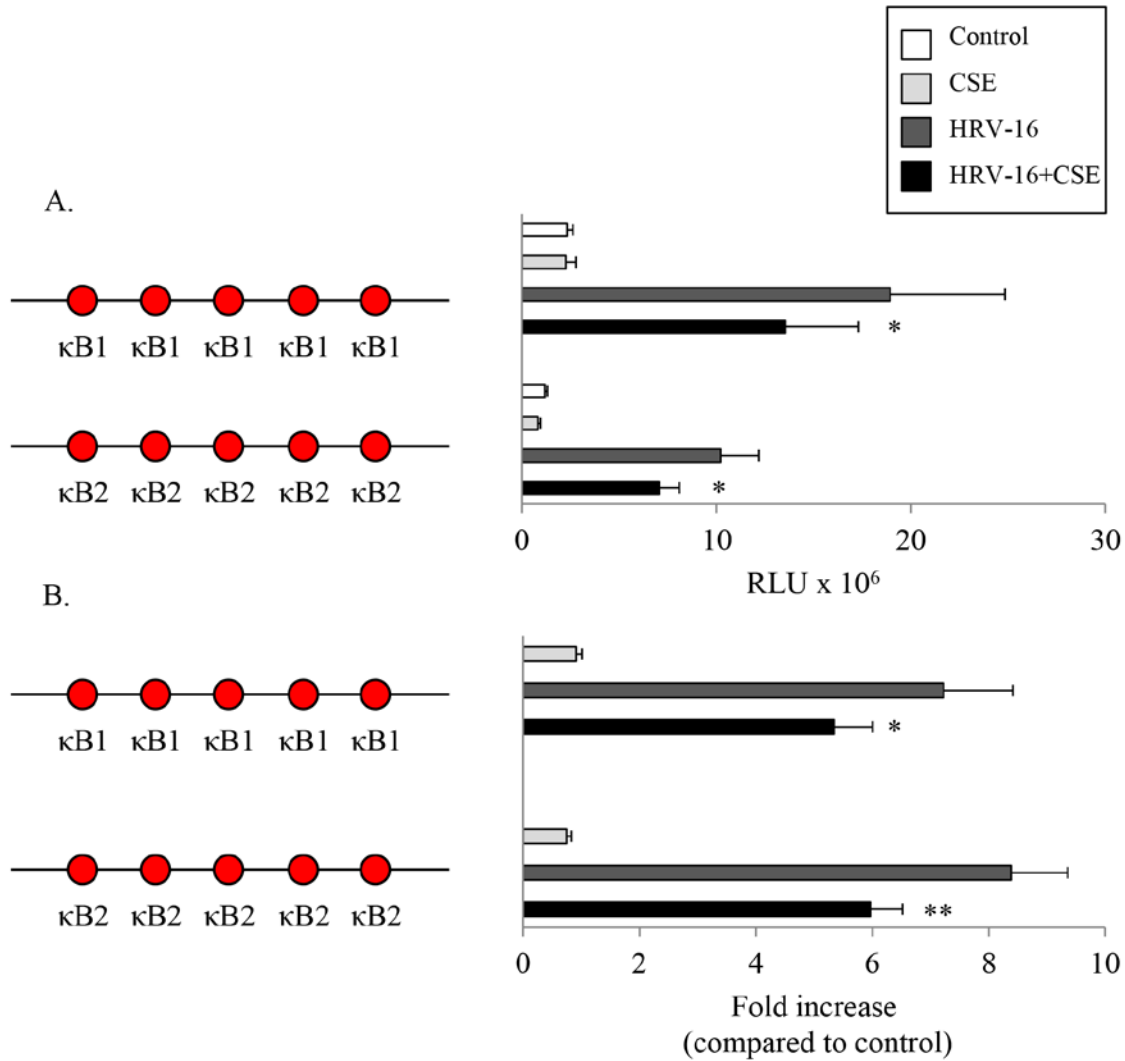 Control
CSE
HRV-16
HRV-16+CSE
A.
κB1 κB1 κB1 κB1 κB1
*
κB2 κB2 κB2 κB2 κB2
*
0 10 20 30
RLU x 10⁶
B.
κB1 κB1 κB1 κB1 κB1
*
κB2 κB2 κB2 κB2 κB2
**
0 2 4 6 8 10
Fold increase
(compared to control)